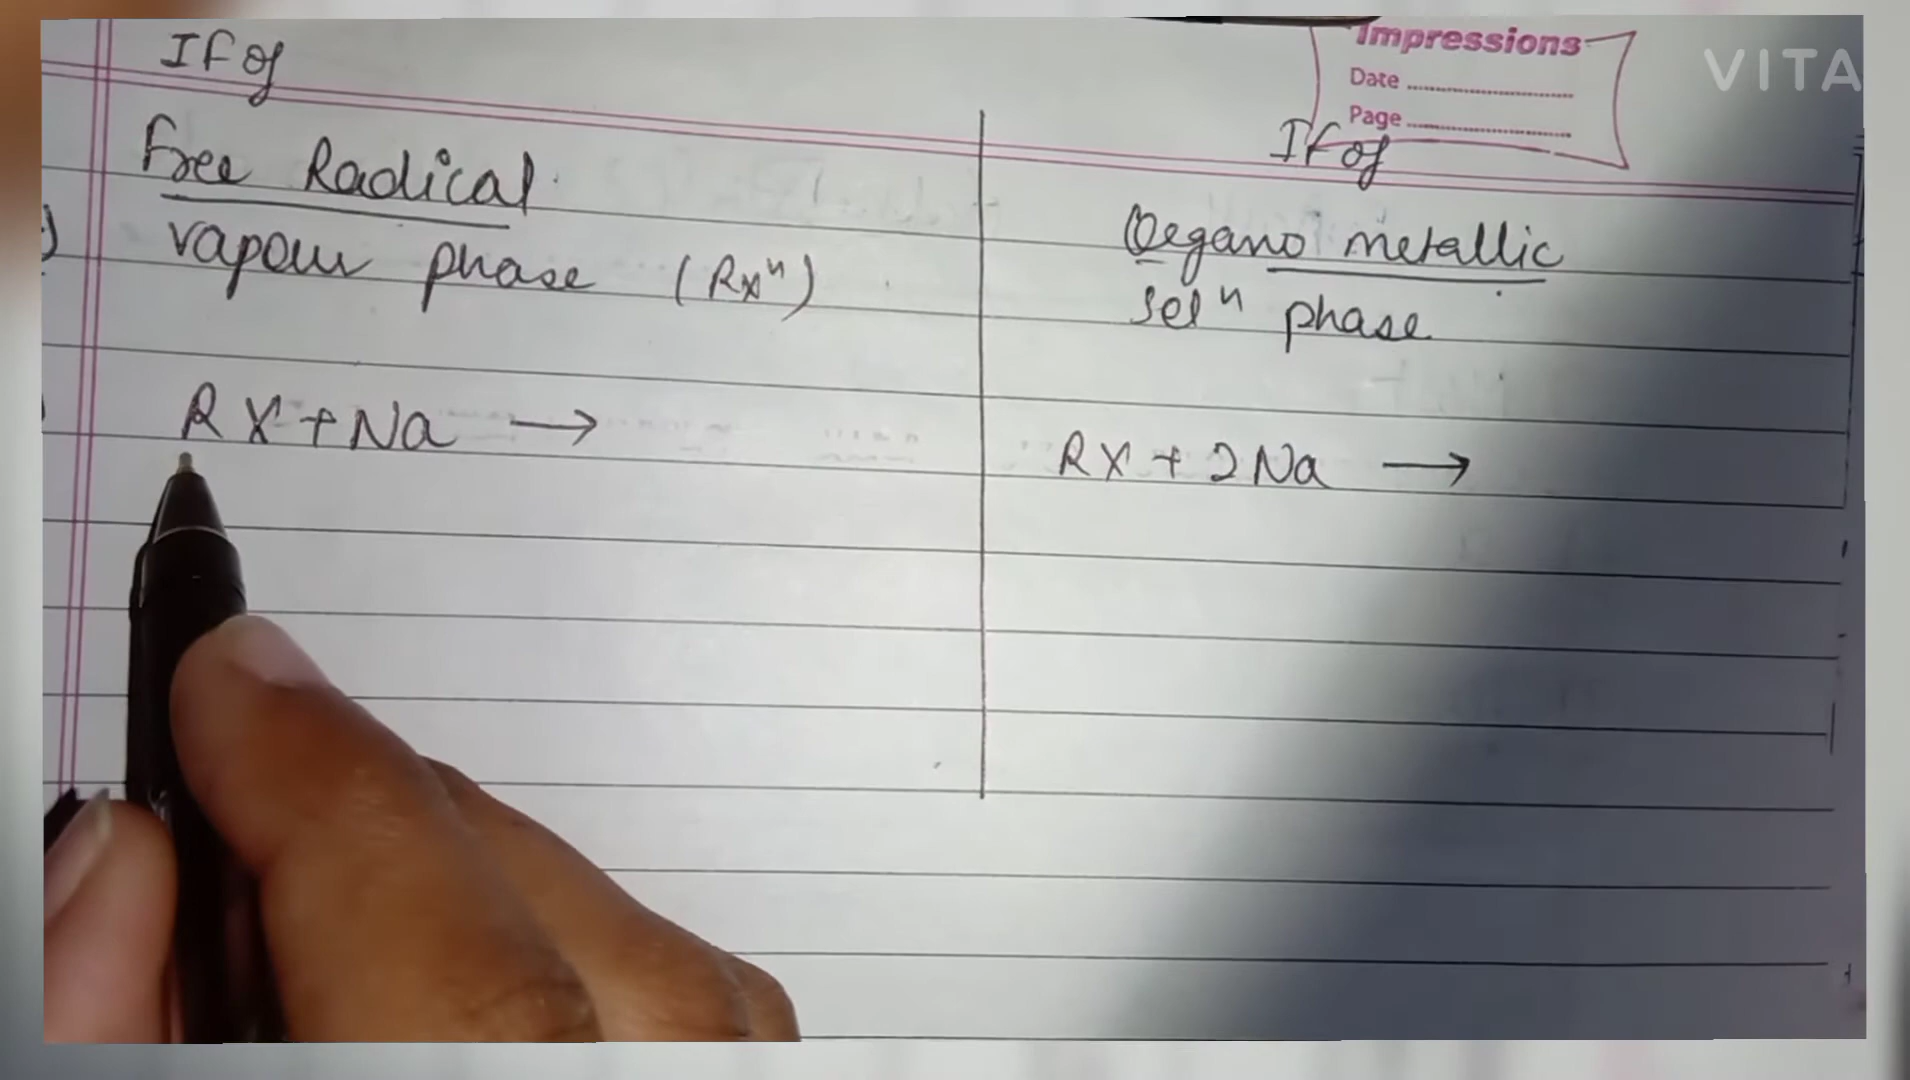 IF of
Free Radical
vapour phase (Rxⁿ)
RX + Na →
Impressions
Date
Page
IF of
Organo metallic
solⁿ phase
RX + 2Na →
VITA